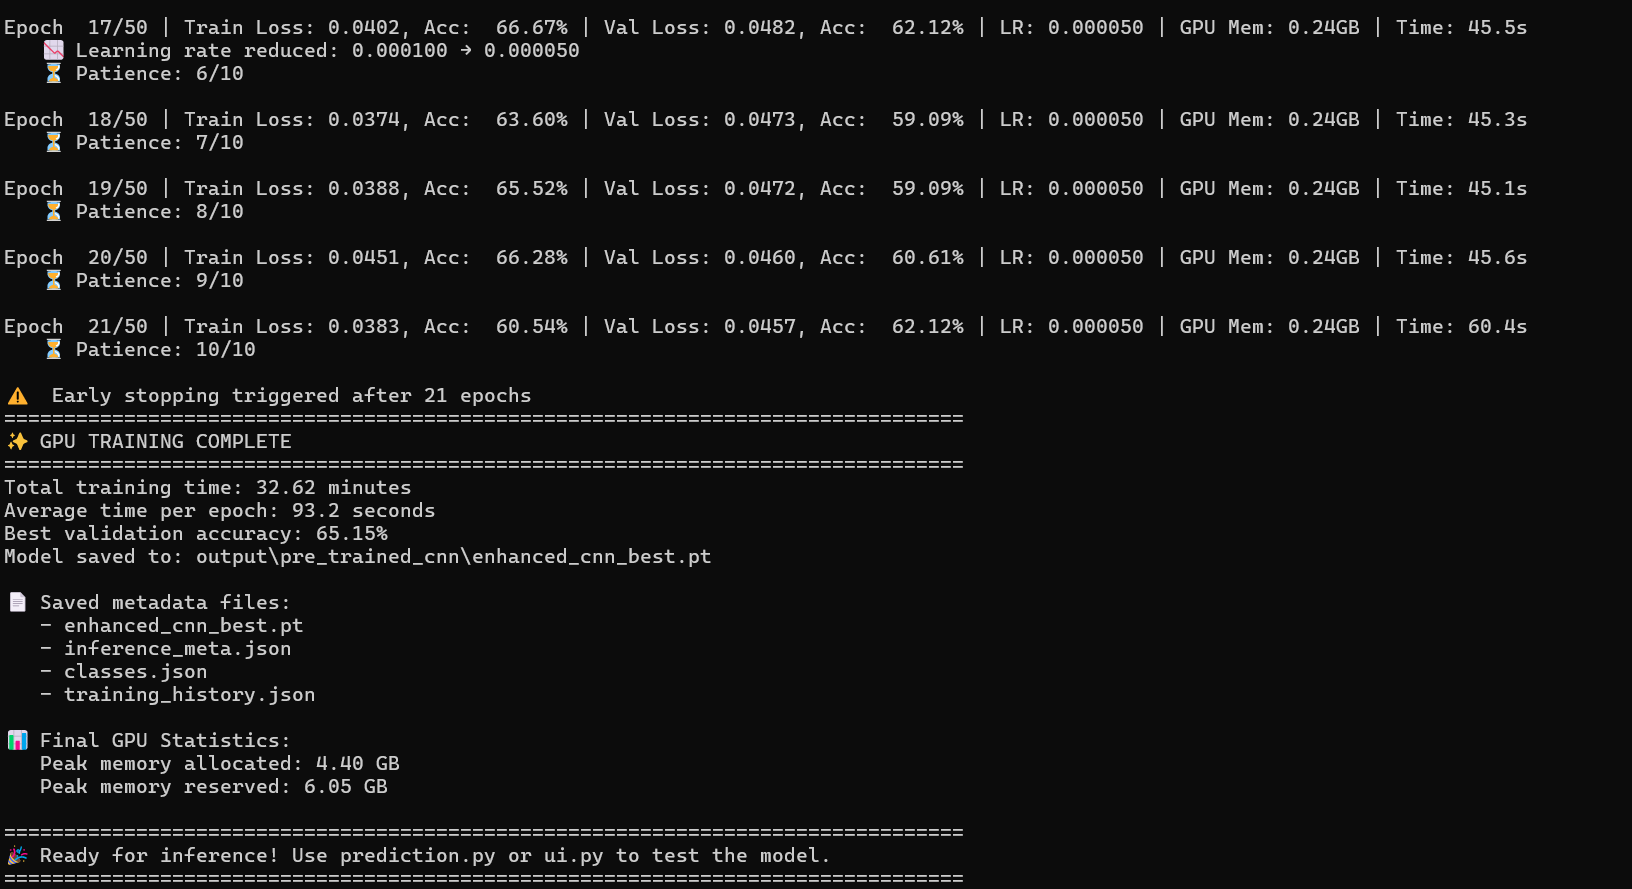 Epoch  17/50 | Train Loss: 0.0402, Acc:  66.67% | Val Loss: 0.0482, Acc:  62.12% | LR: 0.000050 | GPU Mem: 0.24GB | Time: 45.5s
📉 Learning rate reduced: 0.000100 → 0.000050
⏳ Patience: 6/10
Epoch  18/50 | Train Loss: 0.0374, Acc:  63.60% | Val Loss: 0.0473, Acc:  59.09% | LR: 0.000050 | GPU Mem: 0.24GB | Time: 45.3s
⏳ Patience: 7/10
Epoch  19/50 | Train Loss: 0.0388, Acc:  65.52% | Val Loss: 0.0472, Acc:  59.09% | LR: 0.000050 | GPU Mem: 0.24GB | Time: 45.1s
⏳ Patience: 8/10
Epoch  20/50 | Train Loss: 0.0451, Acc:  66.28% | Val Loss: 0.0460, Acc:  60.61% | LR: 0.000050 | GPU Mem: 0.24GB | Time: 45.6s
⏳ Patience: 9/10
Epoch  21/50 | Train Loss: 0.0383, Acc:  60.54% | Val Loss: 0.0457, Acc:  62.12% | LR: 0.000050 | GPU Mem: 0.24GB | Time: 60.4s
⏳ Patience: 10/10
⚠️  Early stopping triggered after 21 epochs
================================================================================
✨ GPU TRAINING COMPLETE
================================================================================
Total training time: 32.62 minutes
Average time per epoch: 93.2 seconds
Best validation accuracy: 65.15%
Model saved to: output\pre_trained_cnn\enhanced_cnn_best.pt
📄 Saved metadata files:
- enhanced_cnn_best.pt
- inference_meta.json
- classes.json
- training_history.json
📊 Final GPU Statistics:
Peak memory allocated: 4.40 GB
Peak memory reserved: 6.05 GB
================================================================================
🎉 Ready for inference! Use prediction.py or ui.py to test the model.
================================================================================